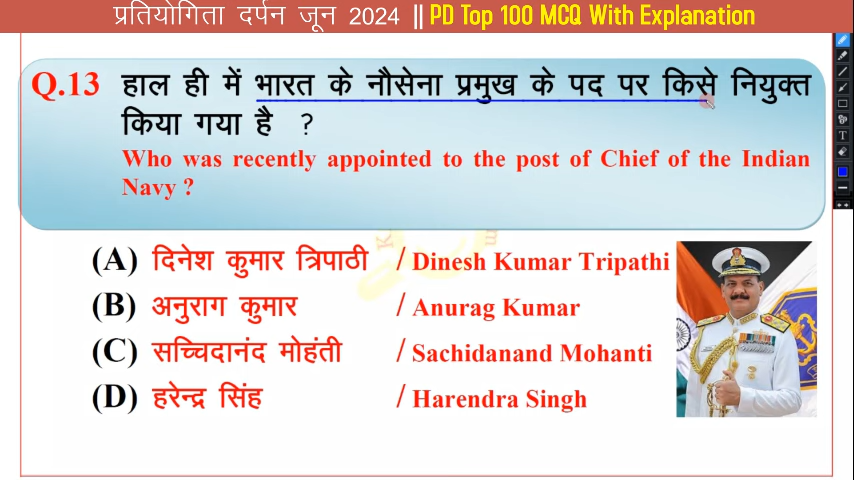 प्रतियोगिता दर्पन जून 2024 || PD Top 100 MCQ With Explanation
Q.13 हाल ही में भारत के नौसेना प्रमुख के पद पर किसे नियुक्त
किया गया है ?
Who was recently appointed to the post of Chief of the Indian
Navy ?
(A) दिनेश कुमार त्रिपाठी / Dinesh Kumar Tripathi
(B) अनुराग कुमार / Anurag Kumar
(C) सच्चिदानंद मोहंती / Sachidanand Mohanti
(D) हरेन्द्र सिंह / Harendra Singh